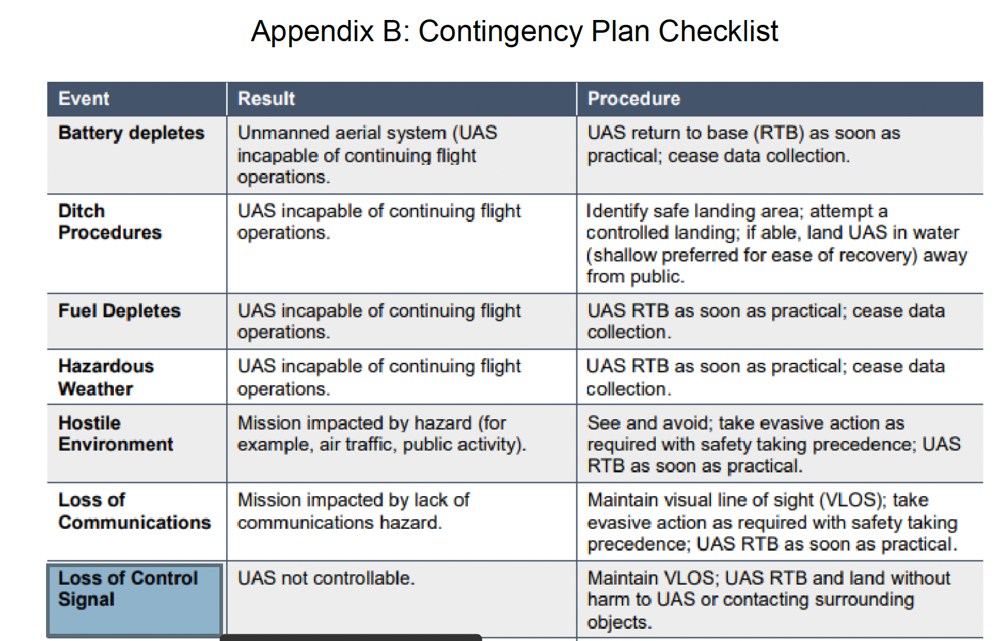 Appendix B: Contingency Plan Checklist
Event
Result
Procedure
Battery depletes
Unmanned aerial system (UAS
incapable of continuing flight
operations.
UAS return to base (RTB) as soon as
practical; cease data collection.
Ditch
Procedures
UAS incapable of continuing flight
operations.
Identify safe landing area; attempt a
controlled landing; if able, land UAS in water
(shallow preferred for ease of recovery) away
from public.
Fuel Depletes
UAS incapable of continuing flight
operations.
UAS RTB as soon as practical; cease data
collection.
Hazardous
Weather
UAS incapable of continuing flight
operations.
UAS RTB as soon as practical; cease data
collection.
Hostile
Environment
Mission impacted by hazard (for
example, air traffic, public activity).
See and avoid; take evasive action as
required with safety taking precedence; UAS
RTB as soon as practical.
Loss of
Communications
Mission impacted by lack of
communications hazard.
Maintain visual line of sight (VLOS); take
evasive action as required with safety taking
precedence; UAS RTB as soon as practical.
Loss of Control
Signal
UAS not controllable.
Maintain VLOS; UAS RTB and land without
harm to UAS or contacting surrounding
objects.